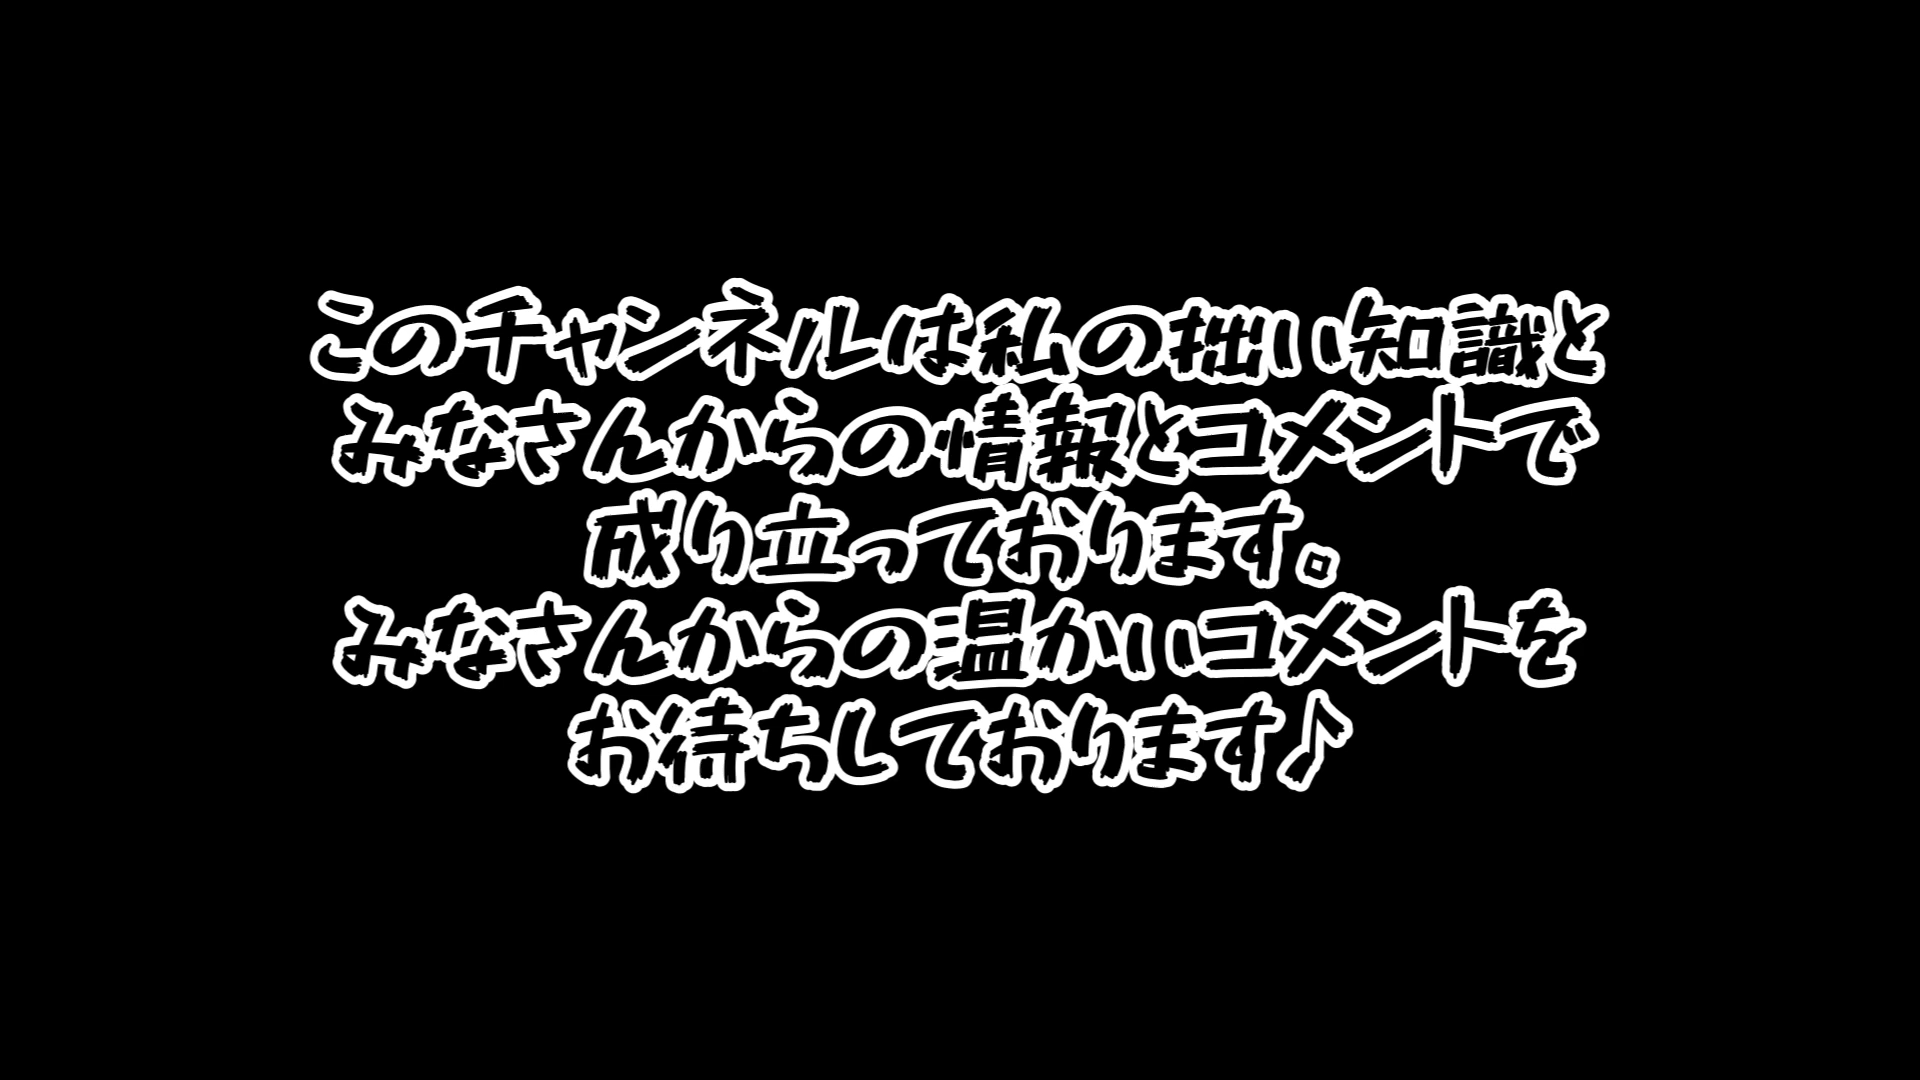 このチャンネルは私の拙い知識と
みなさんからの情報とコメントで
成り立っております。
みなさんからの温かいコメントを
お待ちしております♪